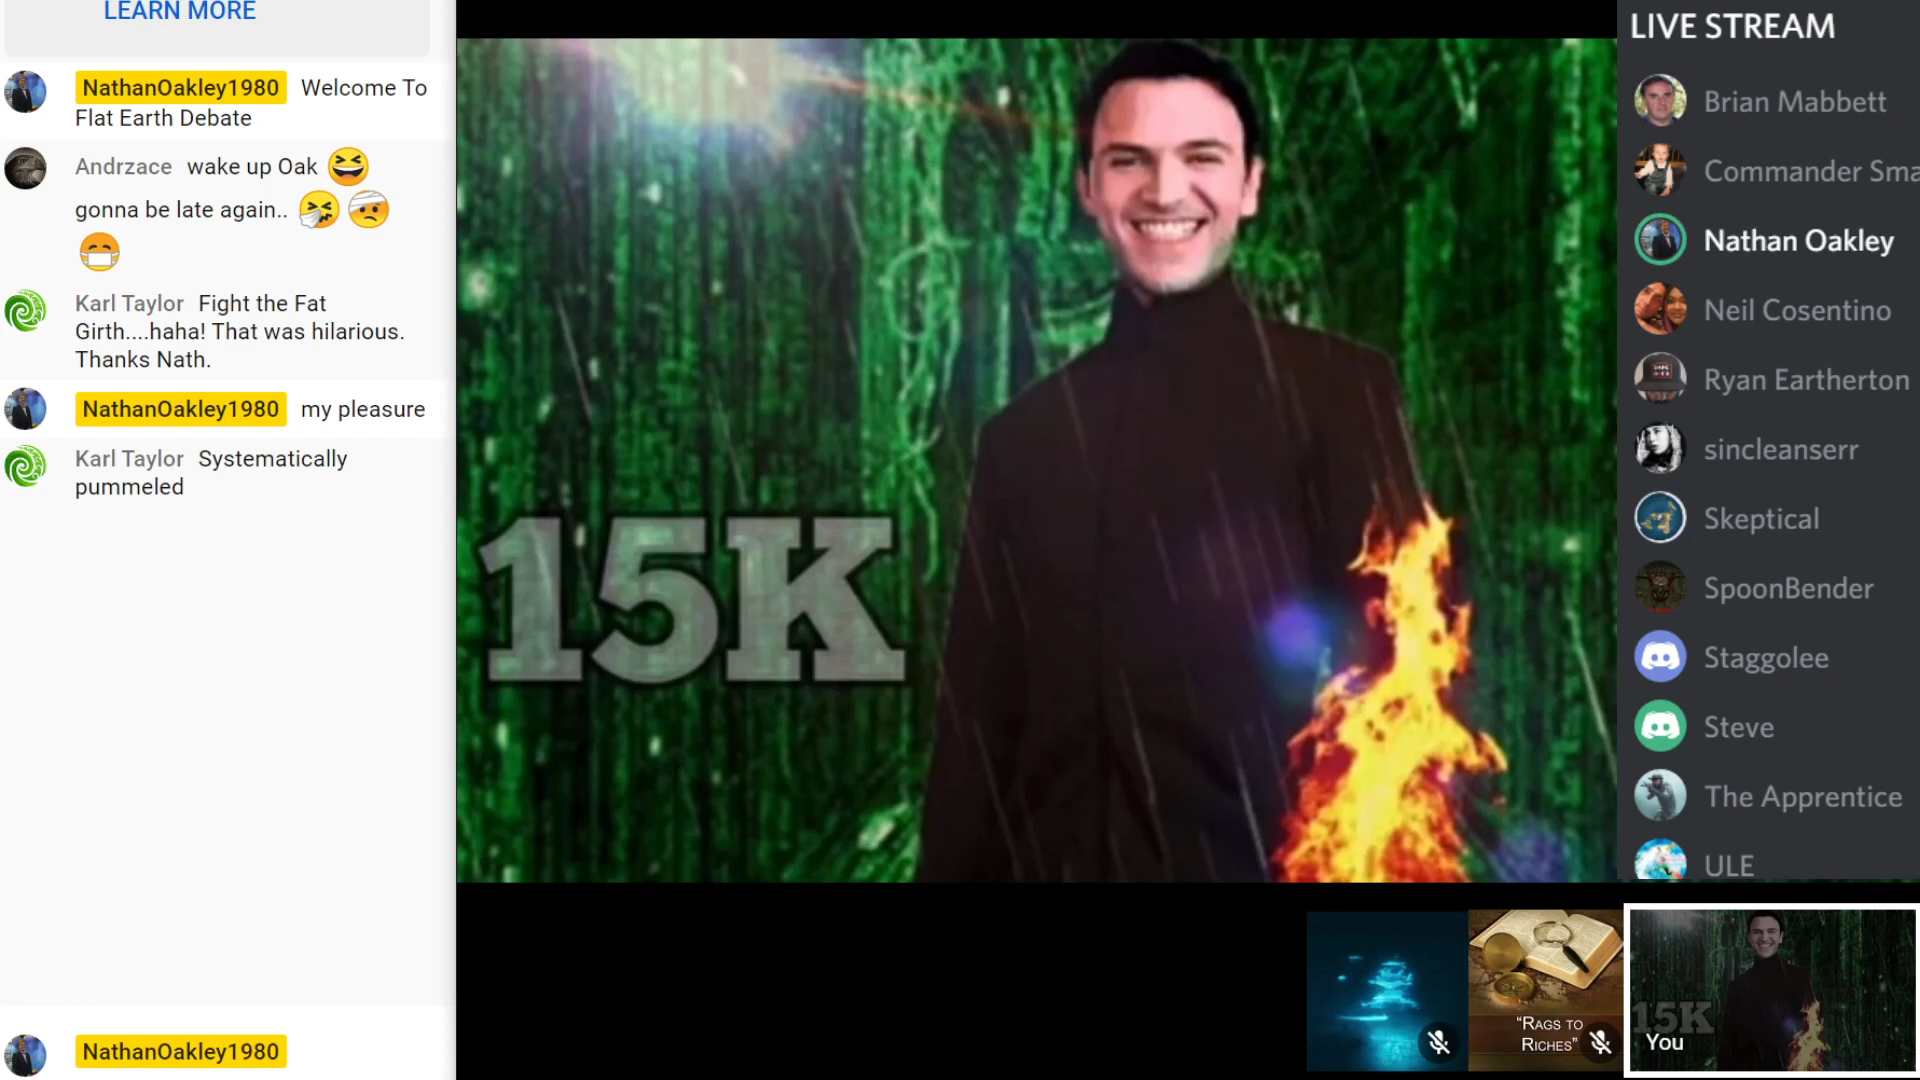 LEARN MORE
NathanOakley1980 Welcome To
Flat Earth Debate
Andrzace wake up Oak 😆
gonna be late again.. 🤧 🤕
😷
Karl Taylor Fight the Fat
Girth....haha! That was hilarious.
Thanks Nath.
NathanOakley1980 my pleasure
Karl Taylor Systematically
pummeled
NathanOakley1980
15K
LIVE STREAM
Brian Mabbett
Commander Sma
Nathan Oakley
Neil Cosentino
Ryan Eartherton
sincleanserr
Skeptical
SpoonBender
Staggolee
Steve
The Apprentice
ULE
"RAGS TO
RICHES"
15K
You